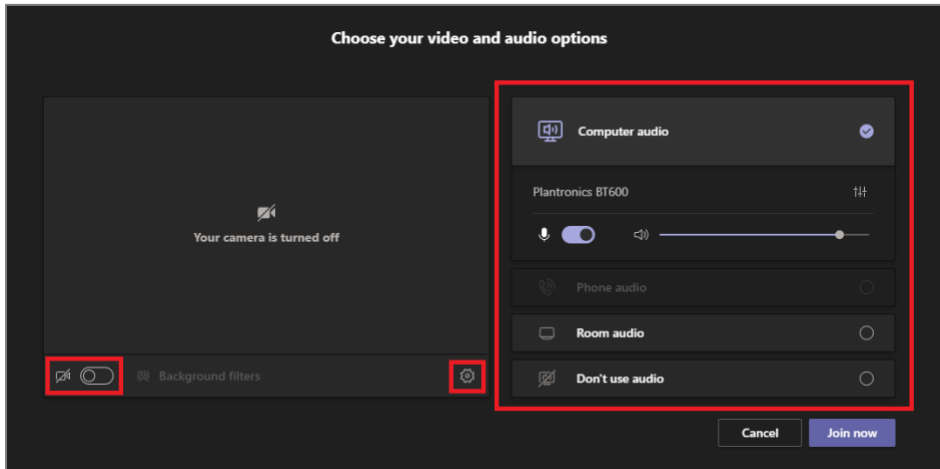 Choose your video and audio options
Your camera is turned off
Background filters
Computer audio
Plantronics BT600
Phone audio
Room audio
Don't use audio
Cancel
Join now